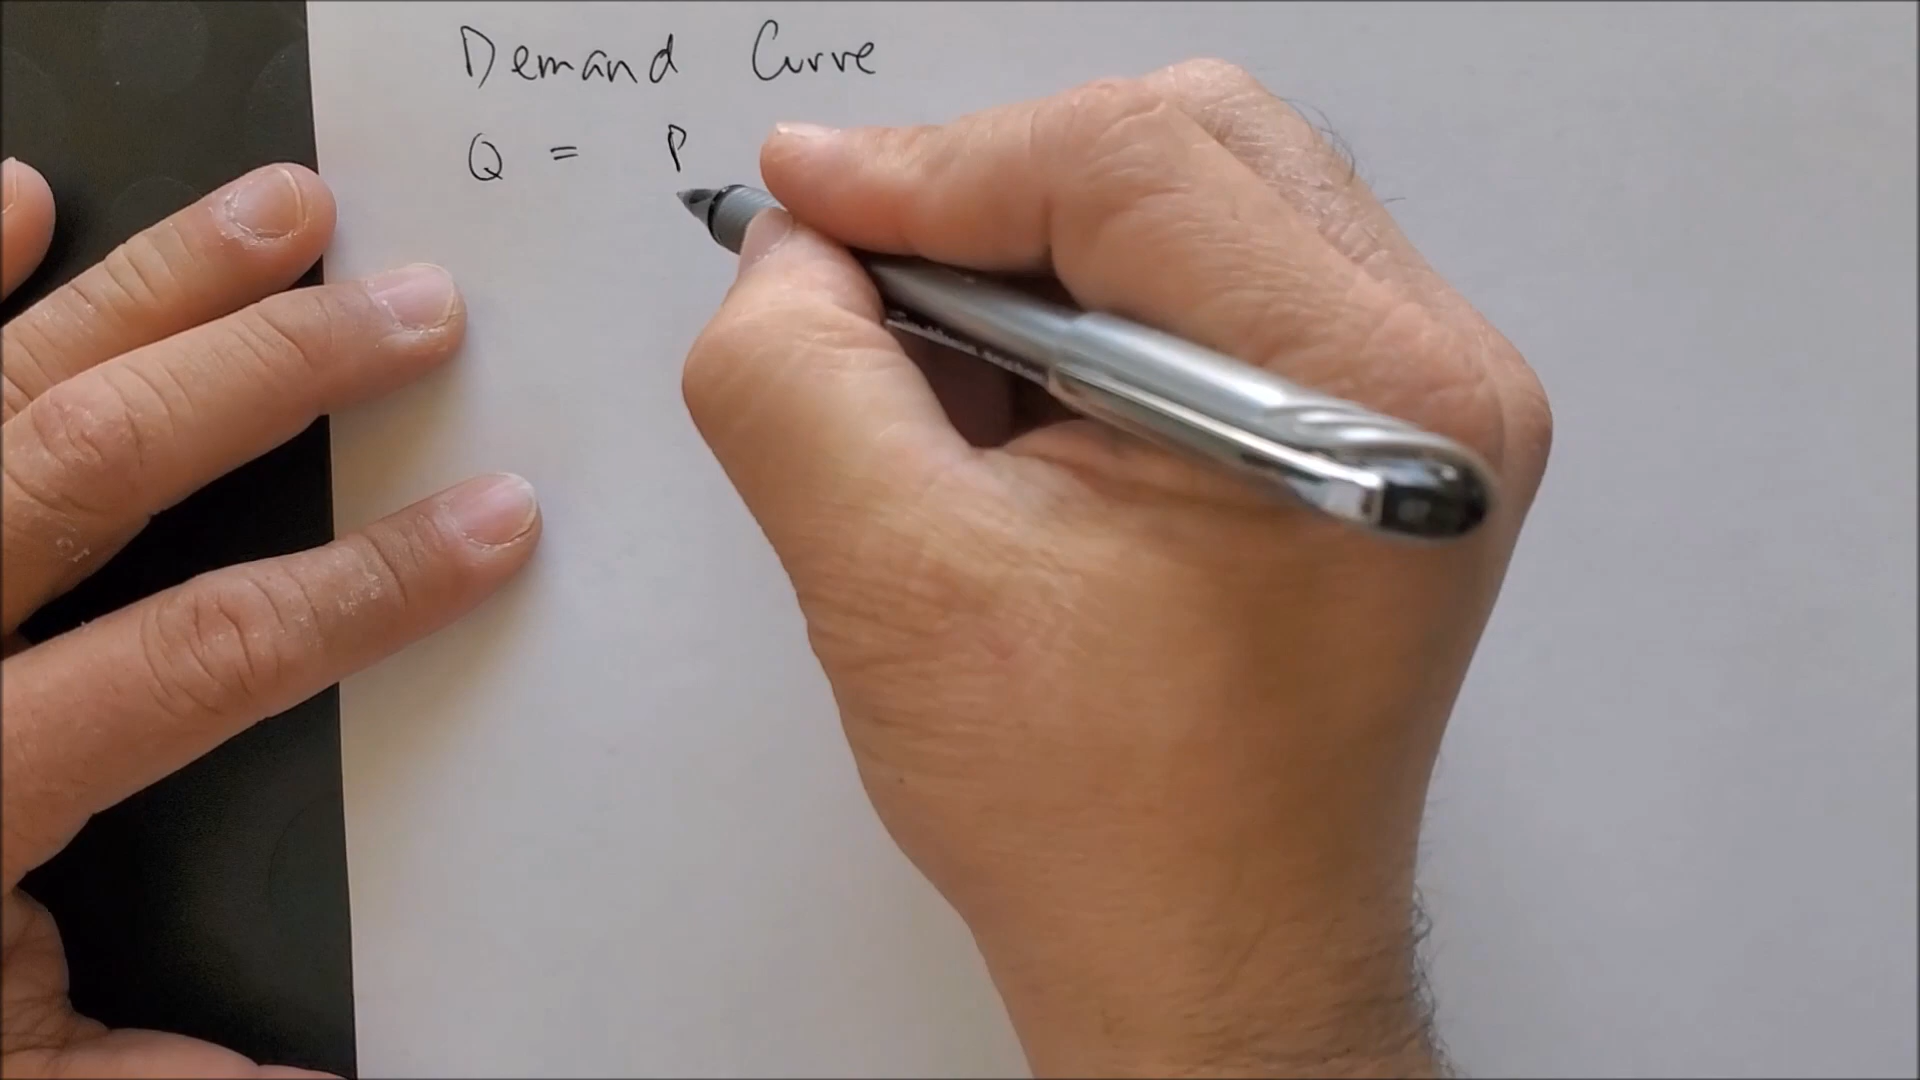 Demand Curve
Q = P